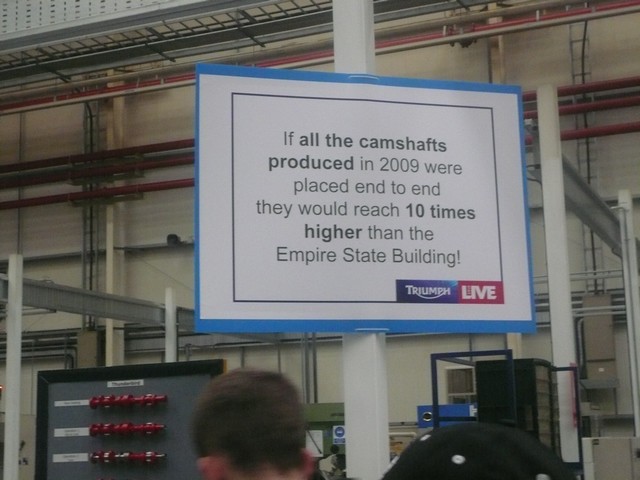 If all the camshafts
produced in 2009 were
placed end to end
they would reach 10 times
higher than the
Empire State Building!
TRIUMPH LIVE
Thunderbird